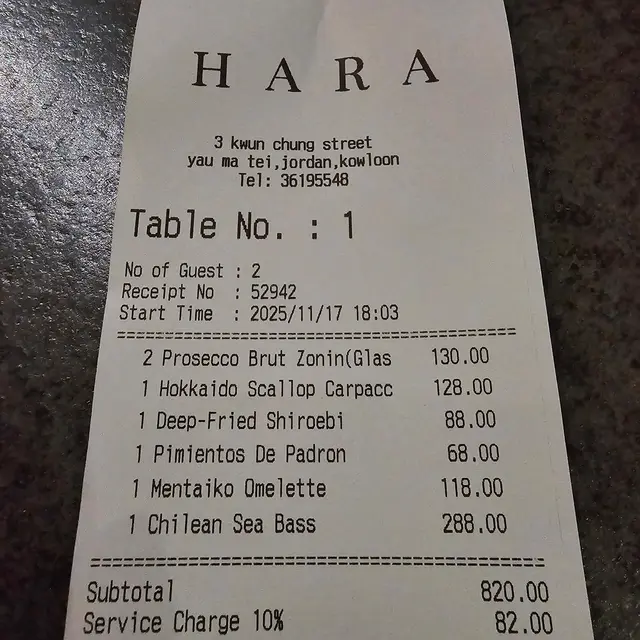 HARA
3 kwun chung street
yau ma tei,jordan,kowloon
Tel: 36195548
Table No. : 1
No of Guest : 2
Receipt No : 52942
Start Time : 2025/11/17 18:03
==================================================
2 Prosecco Brut Zonin(Glas 130.00
1 Hokkaido Scallop Carpacc 128.00
1 Deep-Fried Shiroebi 88.00
1 Pimientos De Padron 68.00
1 Mentaiko Omelette 118.00
1 Chilean Sea Bass 288.00
==================================================
Subtotal 820.00
Service Charge 10% 82.00